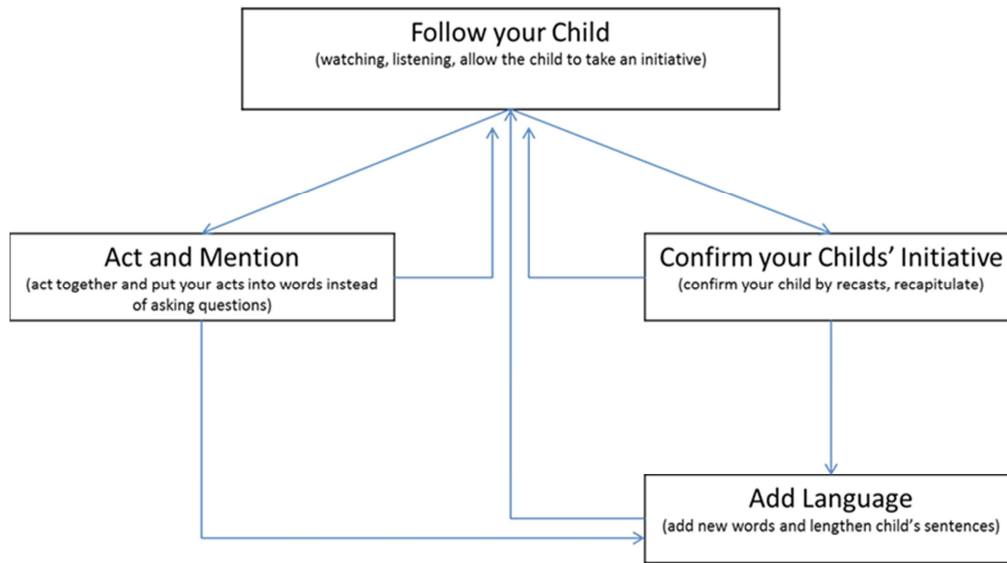 Follow your Child
(watching, listening, allow the child to take an initiative)
Act and Mention
(act together and put your acts into words instead
of asking questions)
Confirm your Childs’ Initiative
(confirm your child by recasts, recapitulate)
Add Language
(add new words and lengthen child’s sentences)